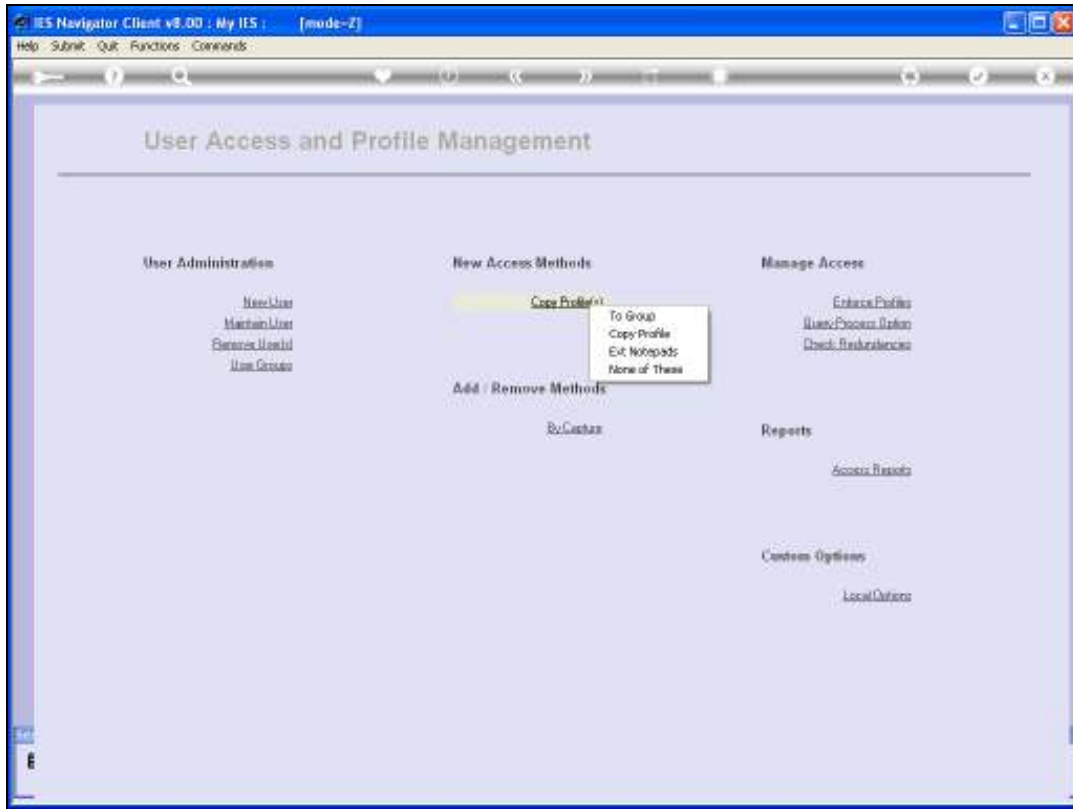 IES Navigator Client v8.00 : My IES : [mode-Z]
Help Submit Quit Functions Commands
User Access and Profile Management
User Administration
New User
Maintain User
Remove UserId
User Groups
New Access Methods
Copy Profile(s)
To Group
Copy Profile
Ext Notepads
None of These
Add / Remove Methods
By Capture
Manage Access
Enforce Profiles
Query Process Option
Check Redundancies
Reports
Access Reports
Custom Options
Local Options